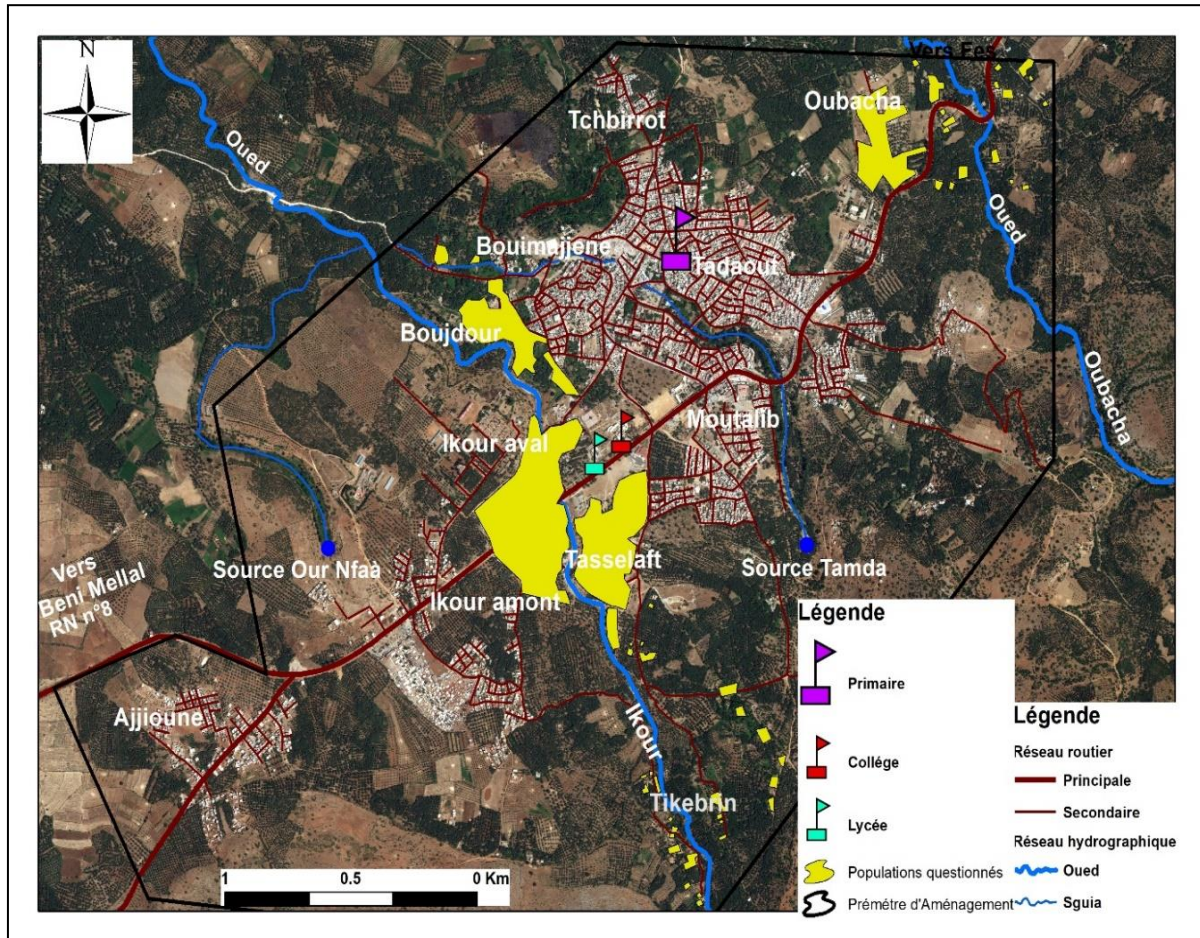 N
Vers Fes
Oubacha
Tchbirrot
Oued
Bouimajjene
Tadaout
Oued
Boujdour
Oubacha
Moutalib
Ikour aval
Source Our Nfaà
Tasselaft
Source Tamda
Vers
Beni Mellal
RN n°8
Ikour amont
Ajjioune
Ikour
Tikebrin
1 0.5 0 Km
Légende
Primaire
Collége
Lycée
Populations questionnés
Prémétre d'Aménagement
Légende
Réseau routier
Principale
Secondaire
Réseau hydrographique
Oued
Sguia